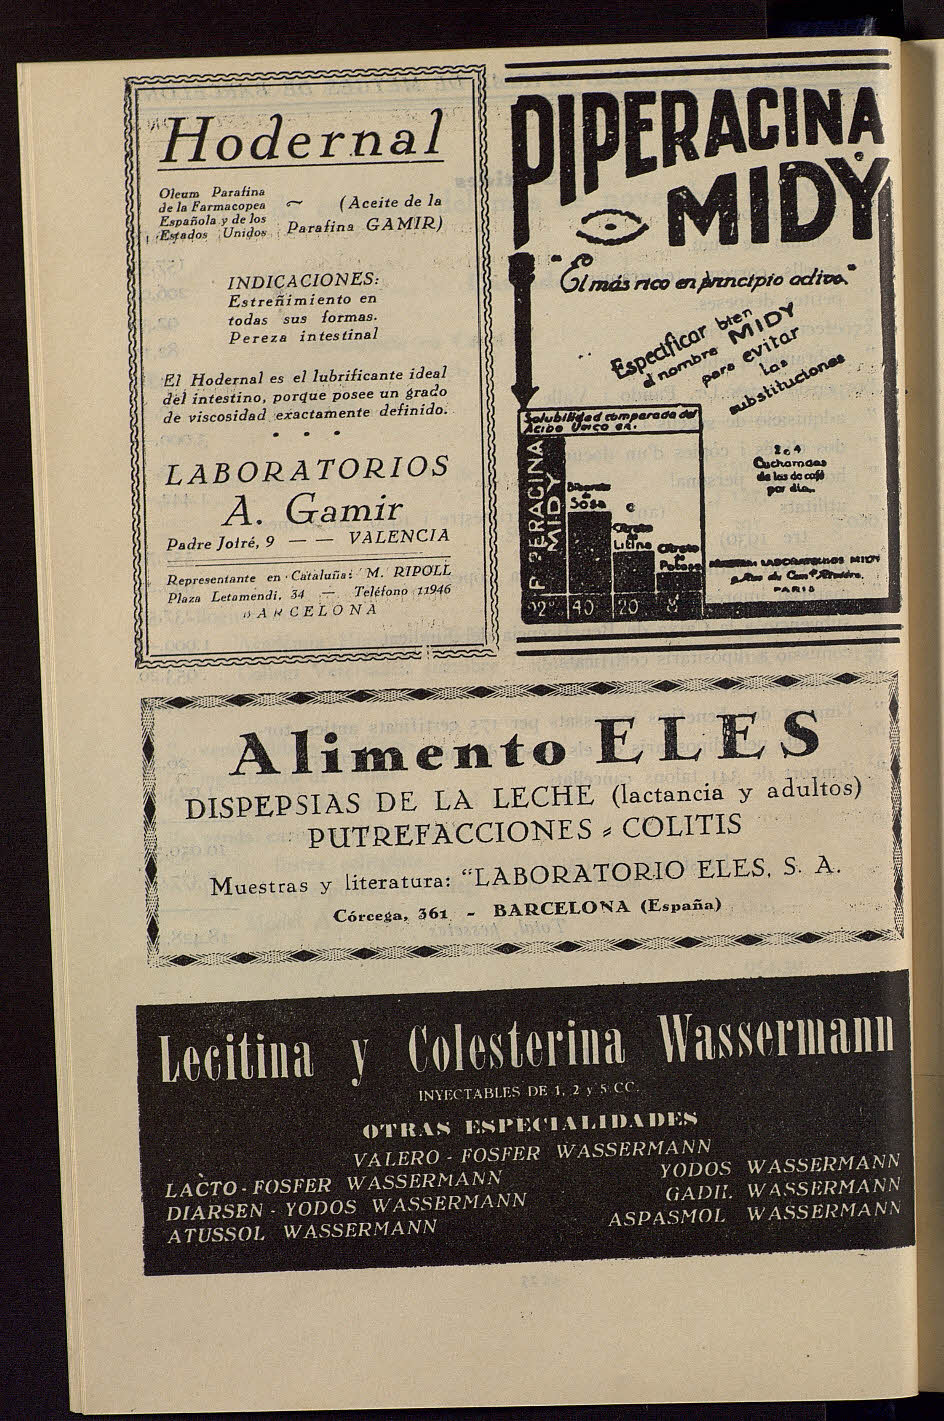 Hodernal
Oleum Parafina
de la Farmacopea
Española y de los
Estados Unidos
~ (Aceite de la
Parafina GAMIR)
INDICACIONES:
Estreñimiento en
todas sus formas.
Pereza intestinal
El Hodernal es el lubrificante ideal
del intestino, porque posee un grado
de viscosidad exactamente definido.
LABORATORIOS
A. Gamir
Padre Jofré, 9 — — VALENCIA
Representante en Cataluña: M. RIPOLL
Plaza Letamendi, 34 — Teléfono 11946
BARCELONA
PIPERACINA
MIDY
"El más rico en principio activo."
Especificar bien
el nombre MIDY
para evitar
las
substituciones
Solubilidad comparada del
Acido Urico en.
PIPERACINA
MIDY
Biborato
de
Sosa
Citrato
de
Litina
Citrato
de
Potasa
92 40 20 8
2 o 4
Cucharadas
de las de café
por dia.
MUESTRA: LABORATORIOS MIDY
PARIS
Alimento ELES
DISPEPSIAS DE LA LECHE (lactancia y adultos)
PUTREFACCIONES - COLITIS
Muestras y literatura: "LABORATORIO ELES, S. A.
Córcega, 361 - BARCELONA (España)
Lecitina y Colesterina Wassermann
INYECTABLES DE 1, 2 y 5 CC.
OTRAS ESPECIALIDADES
VALERO - FOSFER WASSERMANN
LACTO - FOSFER WASSERMANN
YODOS WASSERMANN
DIARSEN - YODOS WASSERMANN
GADIL WASSERMANN
ATUSSOL WASSERMANN
ASPASMOL WASSERMANN